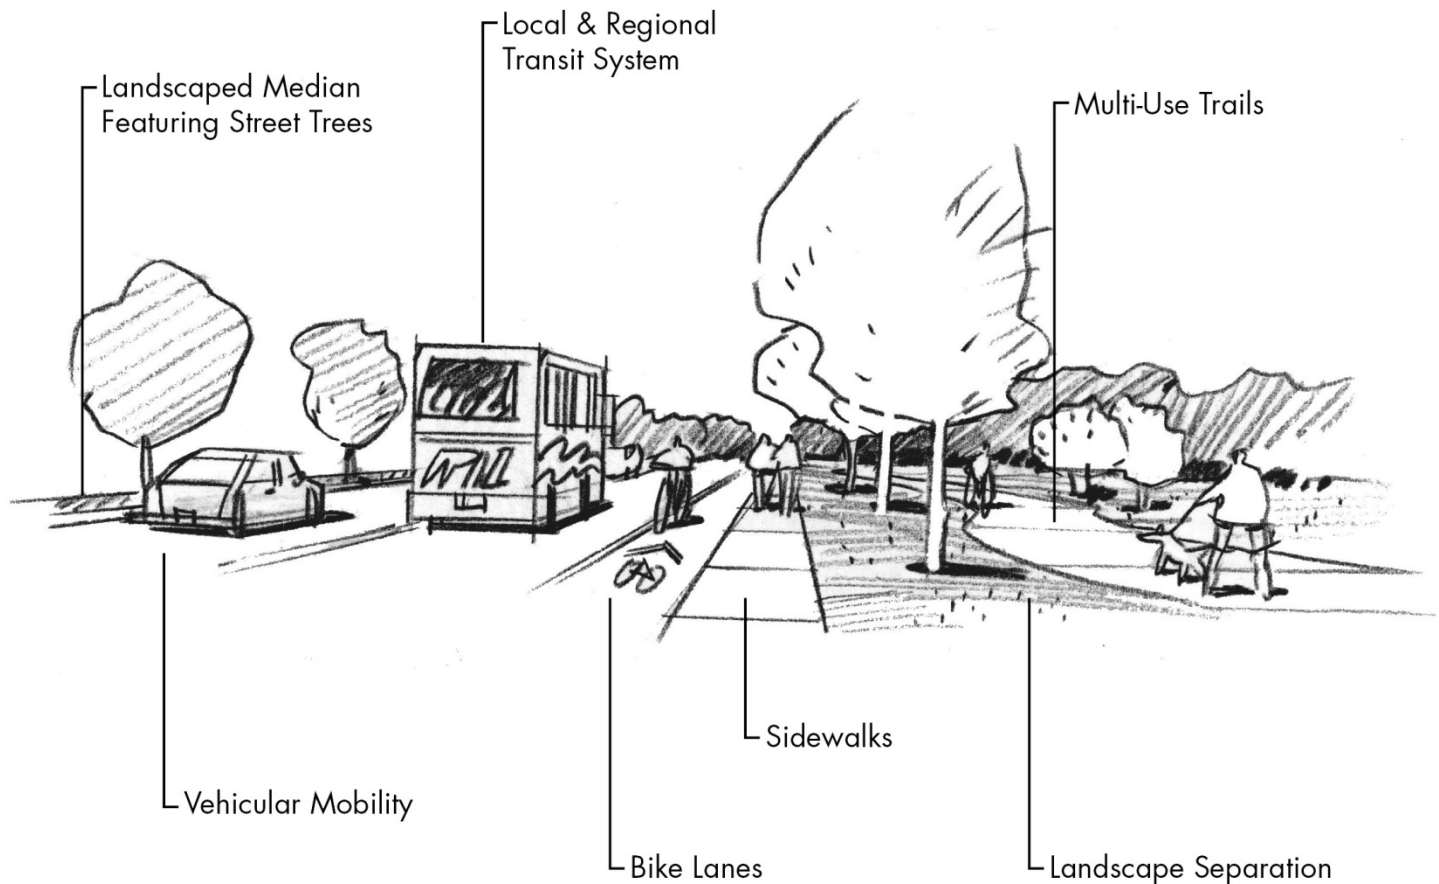 Local & Regional
Transit System
Landscaped Median
Featuring Street Trees
Multi-Use Trails
Sidewalks
Vehicular Mobility
Bike Lanes
Landscape Separation